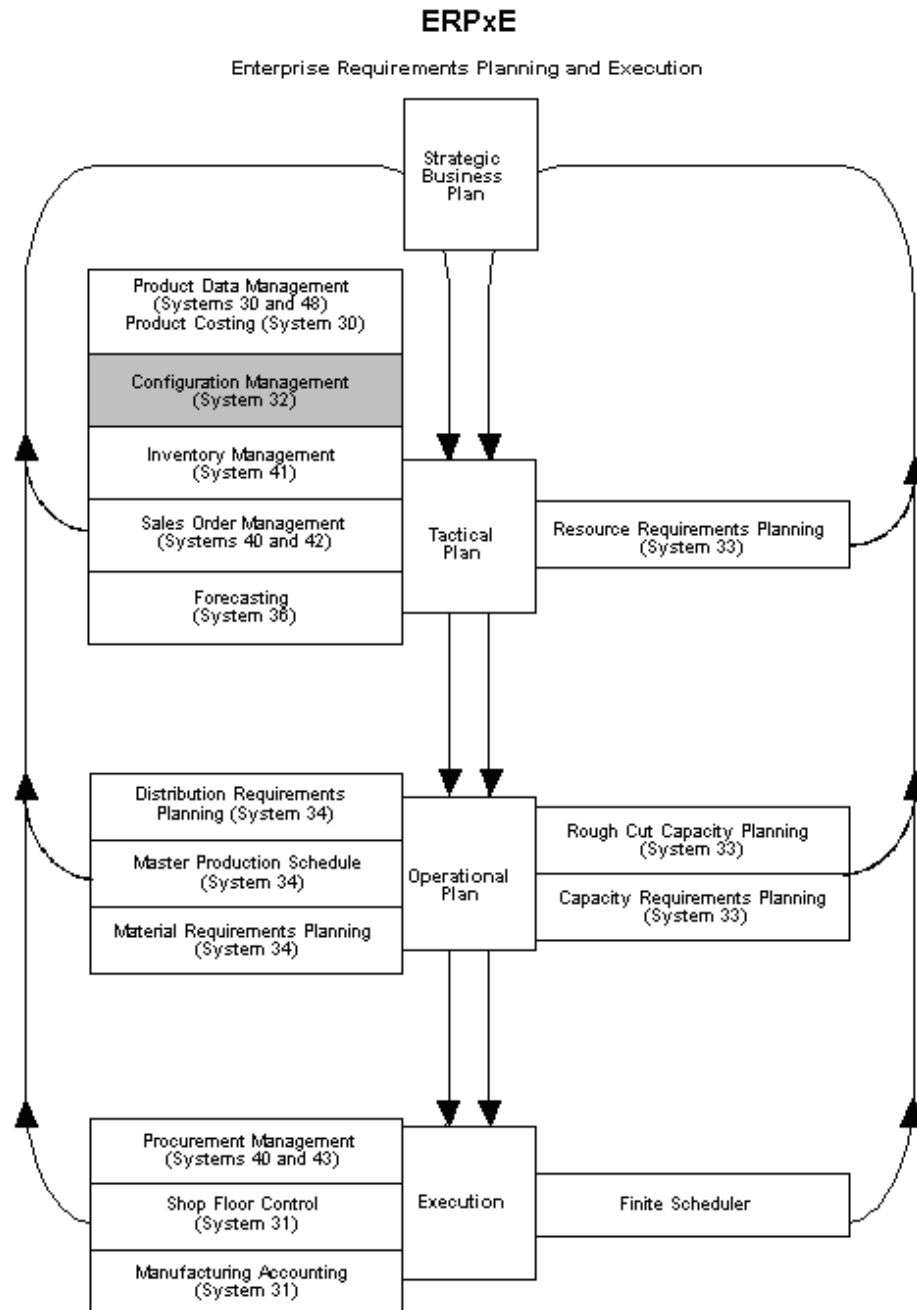 ERPxE
Enterprise Requirements Planning and Execution
Strategic
Business
Plan
Product Data Management
(Systems 30 and 48)
Product Costing (System 30)
Configuration Management
(System 32)
Inventory Management
(System 41)
Sales Order Management
(Systems 40 and 42)
Forecasting
(System 36)
Tactical
Plan
Resource Requirements Planning
(System 33)
Distribution Requirements
Planning (System 34)
Master Production Schedule
(System 34)
Material Requirements Planning
(System 34)
Operational
Plan
Rough Cut Capacity Planning
(System 33)
Capacity Requirements Planning
(System 33)
Procurement Management
(Systems 40 and 43)
Shop Floor Control
(System 31)
Manufacturing Accounting
(System 31)
Execution
Finite Scheduler